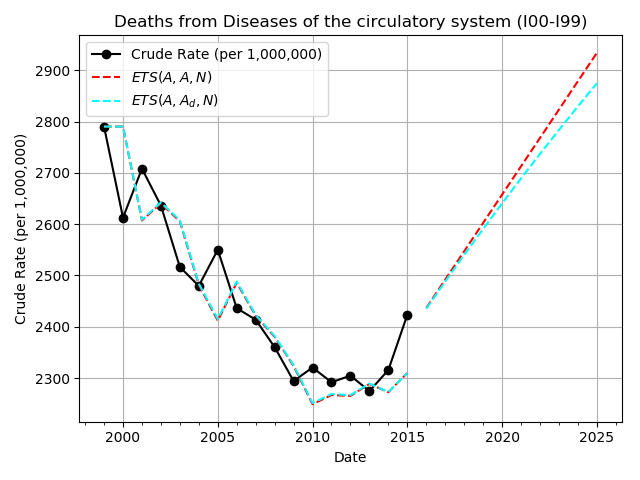 Deaths from Diseases of the circulatory system (I00-I99)
Crude Rate (per 1,000,000)
ETS(A, A, N)
ETS(A, A_d, N)
2900
2800
2700
2600
2500
2400
2300
Crude Rate (per 1,000,000)
2000 2005 2010 2015 2020 2025
Date